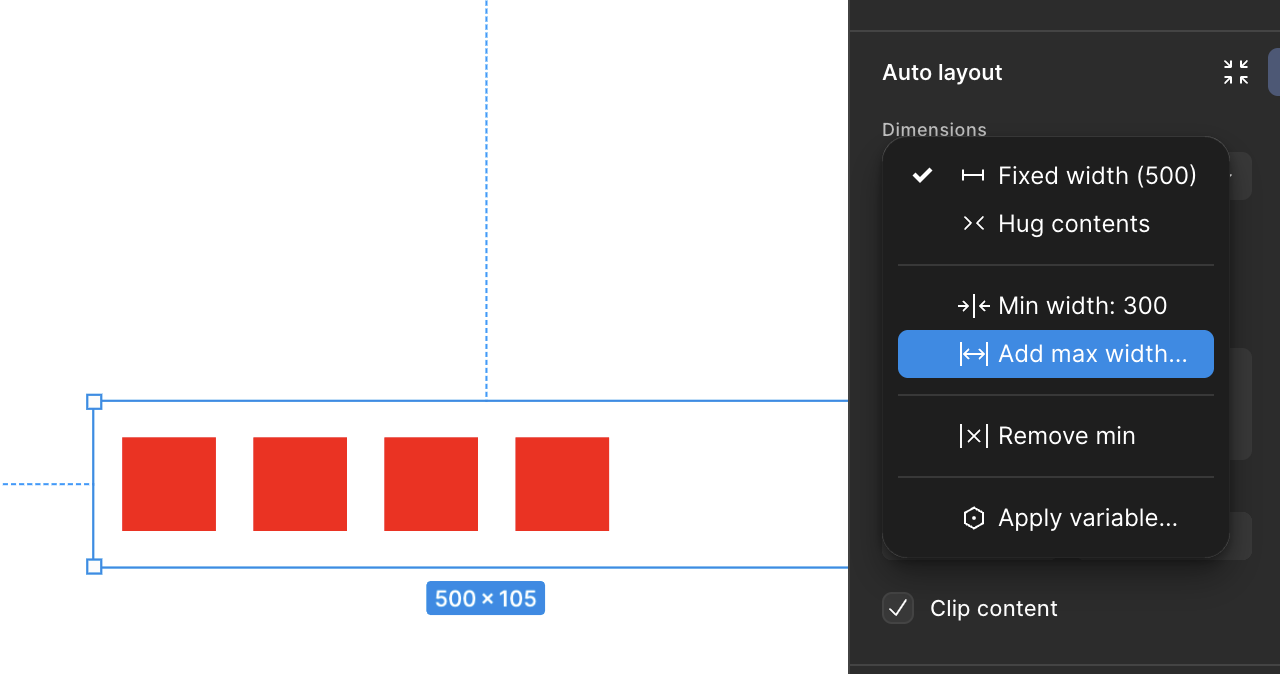 Auto layout
Dimensions
Fixed width (500)
Hug contents
Min width: 300
Add max width...
Remove min
Apply variable...
Clip content
500 × 105